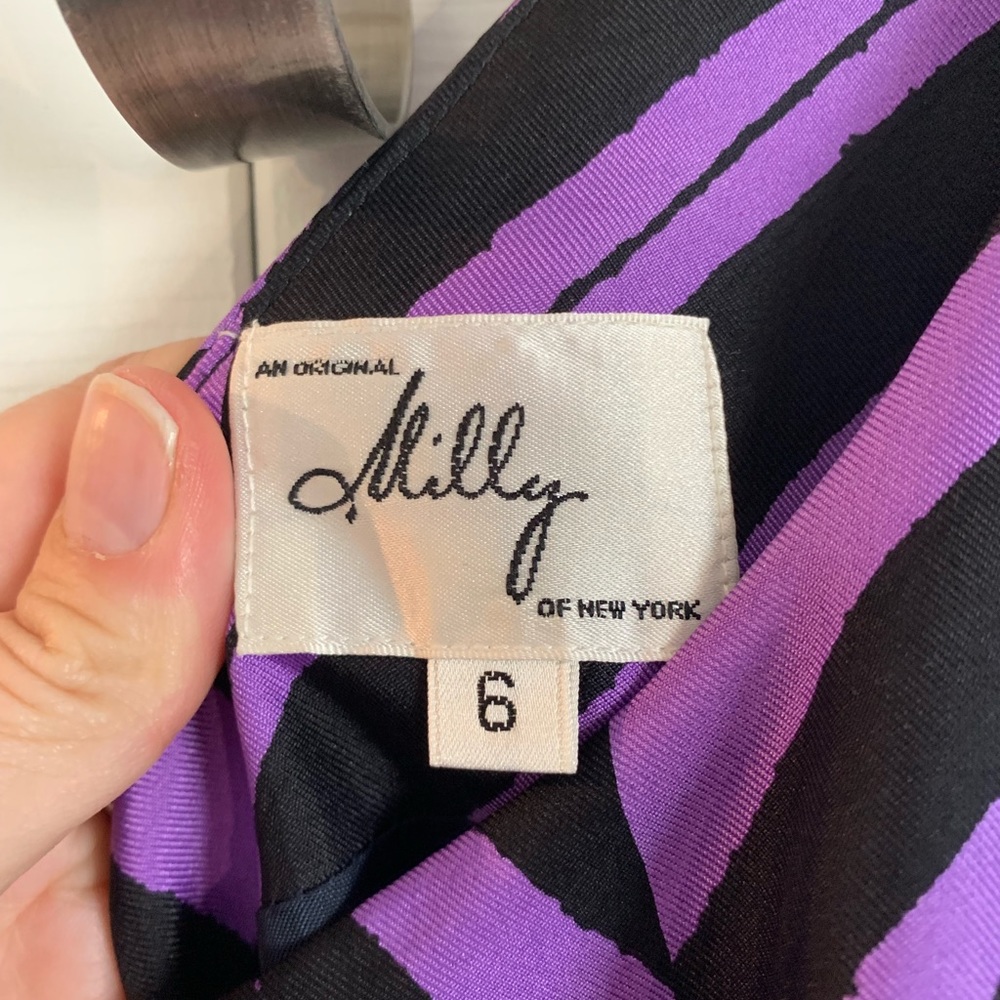 AN ORIGINAL
Milly
OF NEW YORK
6